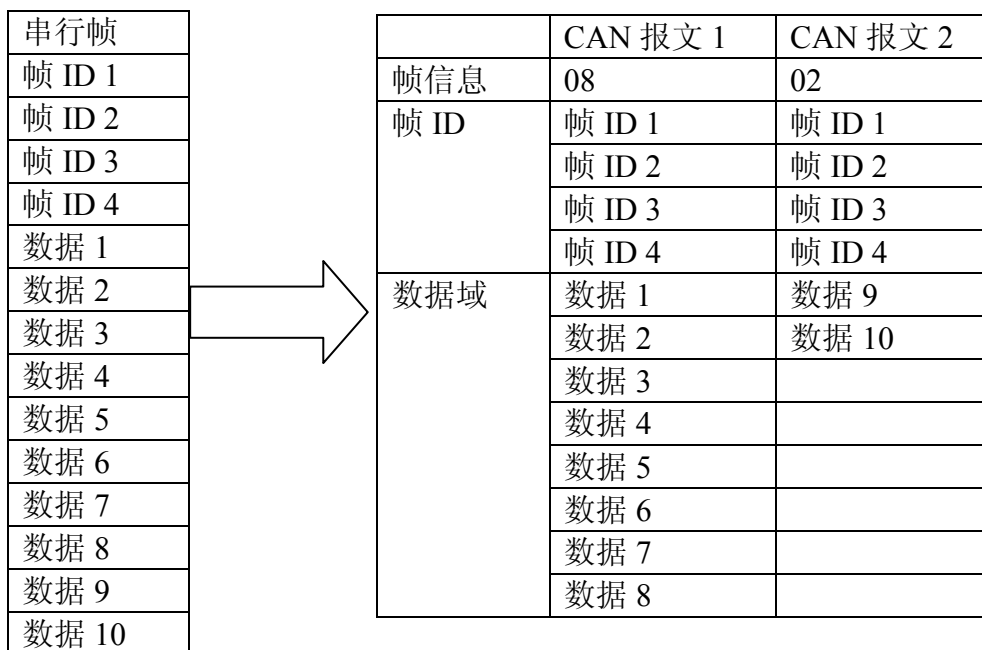 串行帧
帧 ID 1
帧 ID 2
帧 ID 3
帧 ID 4
数据 1
数据 2
数据 3
数据 4
数据 5
数据 6
数据 7
数据 8
数据 9
数据 10
CAN 报文 1 CAN 报文 2
帧信息 08 02
帧 ID 帧 ID 1 帧 ID 1
帧 ID 2 帧 ID 2
帧 ID 3 帧 ID 3
帧 ID 4 帧 ID 4
数据域 数据 1 数据 9
数据 2 数据 10
数据 3
数据 4
数据 5
数据 6
数据 7
数据 8